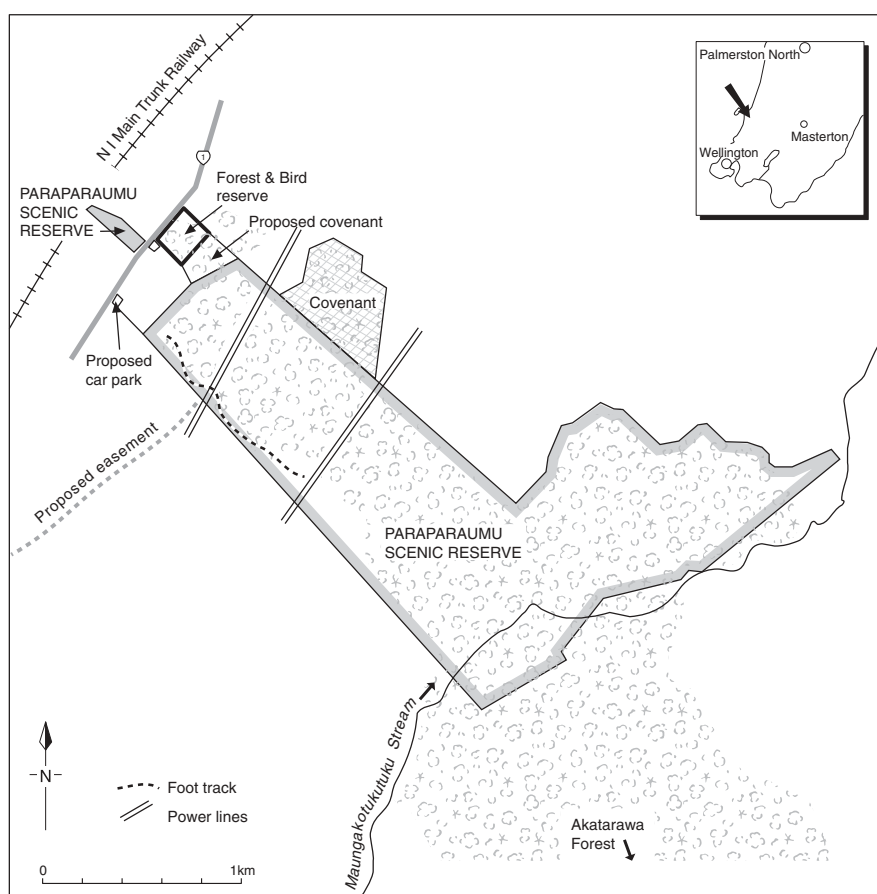 N I Main Trunk Railway
1
PARAPARAUMU
SCENIC
RESERVE
Forest & Bird
reserve
Proposed covenant
Covenant
Proposed
car park
Proposed easement
PARAPARAUMU
SCENIC RESERVE
Maungakotukutuku Stream
Akatarawa
Forest
Palmerston North
Masterton
Wellington
N
Foot track
Power lines
0
1km